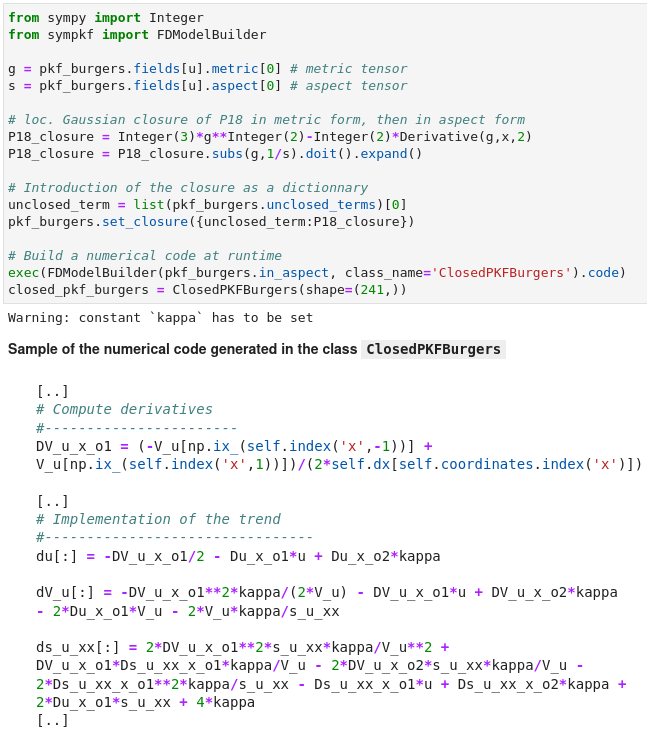 from sympy import Integer
from sympkf import FDModelBuilder
g = pkf_burgers.fields[u].metric[0] # metric tensor
s = pkf_burgers.fields[u].aspect[0] # aspect tensor
# loc. Gaussian closure of P18 in metric form, then in aspect form
P18_closure = Integer(3)*g**Integer(2)-Integer(2)*Derivative(g,x,2)
P18_closure = P18_closure.subs(g,1/s).doit().expand()
# Introduction of the closure as a dictionnary
unclosed_term = list(pkf_burgers.unclosed_terms)[0]
pkf_burgers.set_closure({unclosed_term:P18_closure})
# Build a numerical code at runtime
exec(FDModelBuilder(pkf_burgers.in_aspect, class_name='ClosedPKFBurgers').code)
closed_pkf_burgers = ClosedPKFBurgers(shape=(241,))
Warning: constant `kappa` has to be set
Sample of the numerical code generated in the class ClosedPKFBurgers
[..]
# Compute derivatives
#-----------------------
DV_u_x_o1 = (-V_u[np.ix_(self.index('x',-1))] +
V_u[np.ix_(self.index('x',1))])/(2*self.dx[self.coordinates.index('x')])
[..]
# Implementation of the trend
#--------------------------------
du[:] = -DV_u_x_o1/2 - Du_x_o1*u + Du_x_o2*kappa
dV_u[:] = -DV_u_x_o1**2*kappa/(2*V_u) - DV_u_x_o1*u + DV_u_x_o2*kappa
- 2*Du_x_o1*V_u - 2*V_u*kappa/s_u_xx
ds_u_xx[:] = 2*DV_u_x_o1**2*s_u_xx*kappa/V_u**2 +
DV_u_x_o1*Ds_u_xx_x_o1*kappa/V_u - 2*DV_u_x_o2*s_u_xx*kappa/V_u -
2*Ds_u_xx_x_o1**2*kappa/s_u_xx - Ds_u_xx_x_o1*u + Ds_u_xx_x_o2*kappa +
2*Du_x_o1*s_u_xx + 4*kappa
[..]